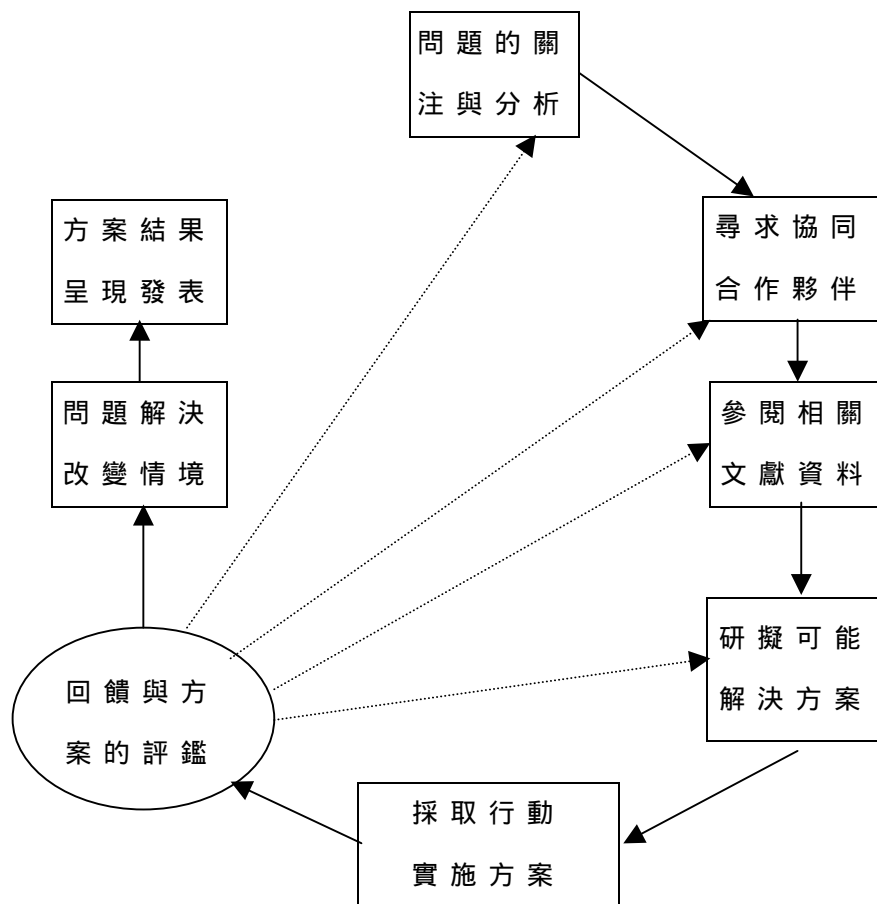 問題的關
注與分析
尋求協同
合作夥伴
參閱相關
文獻資料
研擬可能
解決方案
採取行動
實施方案
回饋與方
案的評鑑
問題解決
改變情境
方案結果
呈現發表